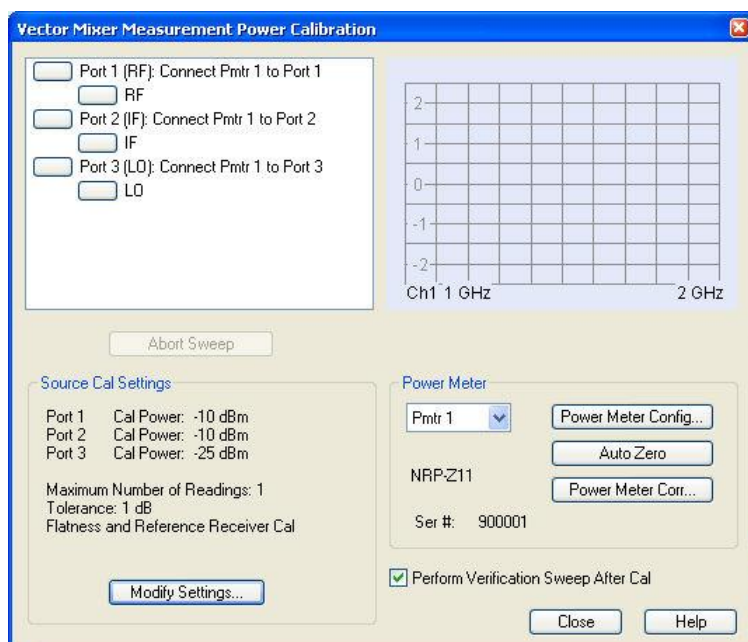 Vector Mixer Measurement Power Calibration
Port 1 (RF): Connect Pmtr 1 to Port 1
RF
Port 2 (IF): Connect Pmtr 1 to Port 2
IF
Port 3 (LO): Connect Pmtr 1 to Port 3
LO
2
1
0
-1
-2
Ch1 1 GHz 2 GHz
Abort Sweep
Source Cal Settings
Port 1 Cal Power: -10 dBm
Port 2 Cal Power: -10 dBm
Port 3 Cal Power: -25 dBm
Maximum Number of Readings: 1
Tolerance: 1 dB
Flatness and Reference Receiver Cal
Modify Settings...
Power Meter
Pmtr 1
Power Meter Config...
Auto Zero
NRP-Z11
Power Meter Corr...
Ser #: 900001
Perform Verification Sweep After Cal
Close
Help